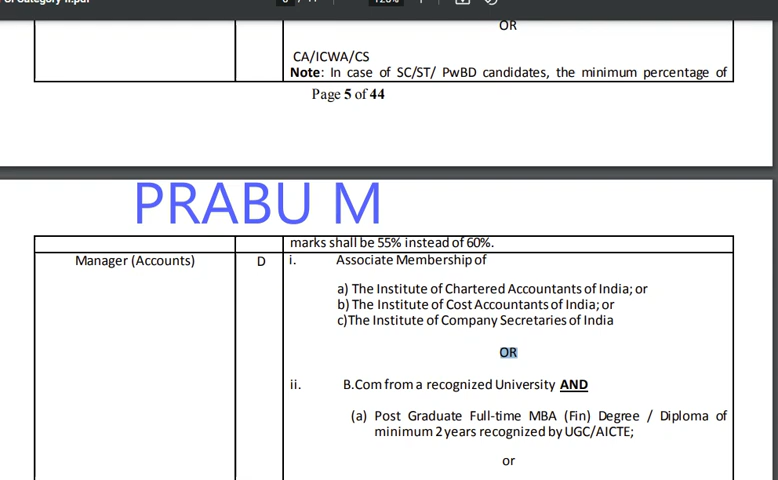 OR
CA/ICWA/CS
Note: In case of SC/ST/ PwBD candidates, the minimum percentage of
Page 5 of 44
PRABU M
marks shall be 55% instead of 60%.
Manager (Accounts) D i. Associate Membership of
a) The Institute of Chartered Accountants of India; or
b) The Institute of Cost Accountants of India; or
c)The Institute of Company Secretaries of India
OR
ii. B.Com from a recognized University AND
(a) Post Graduate Full-time MBA (Fin) Degree / Diploma of
minimum 2 years recognized by UGC/AICTE;
or